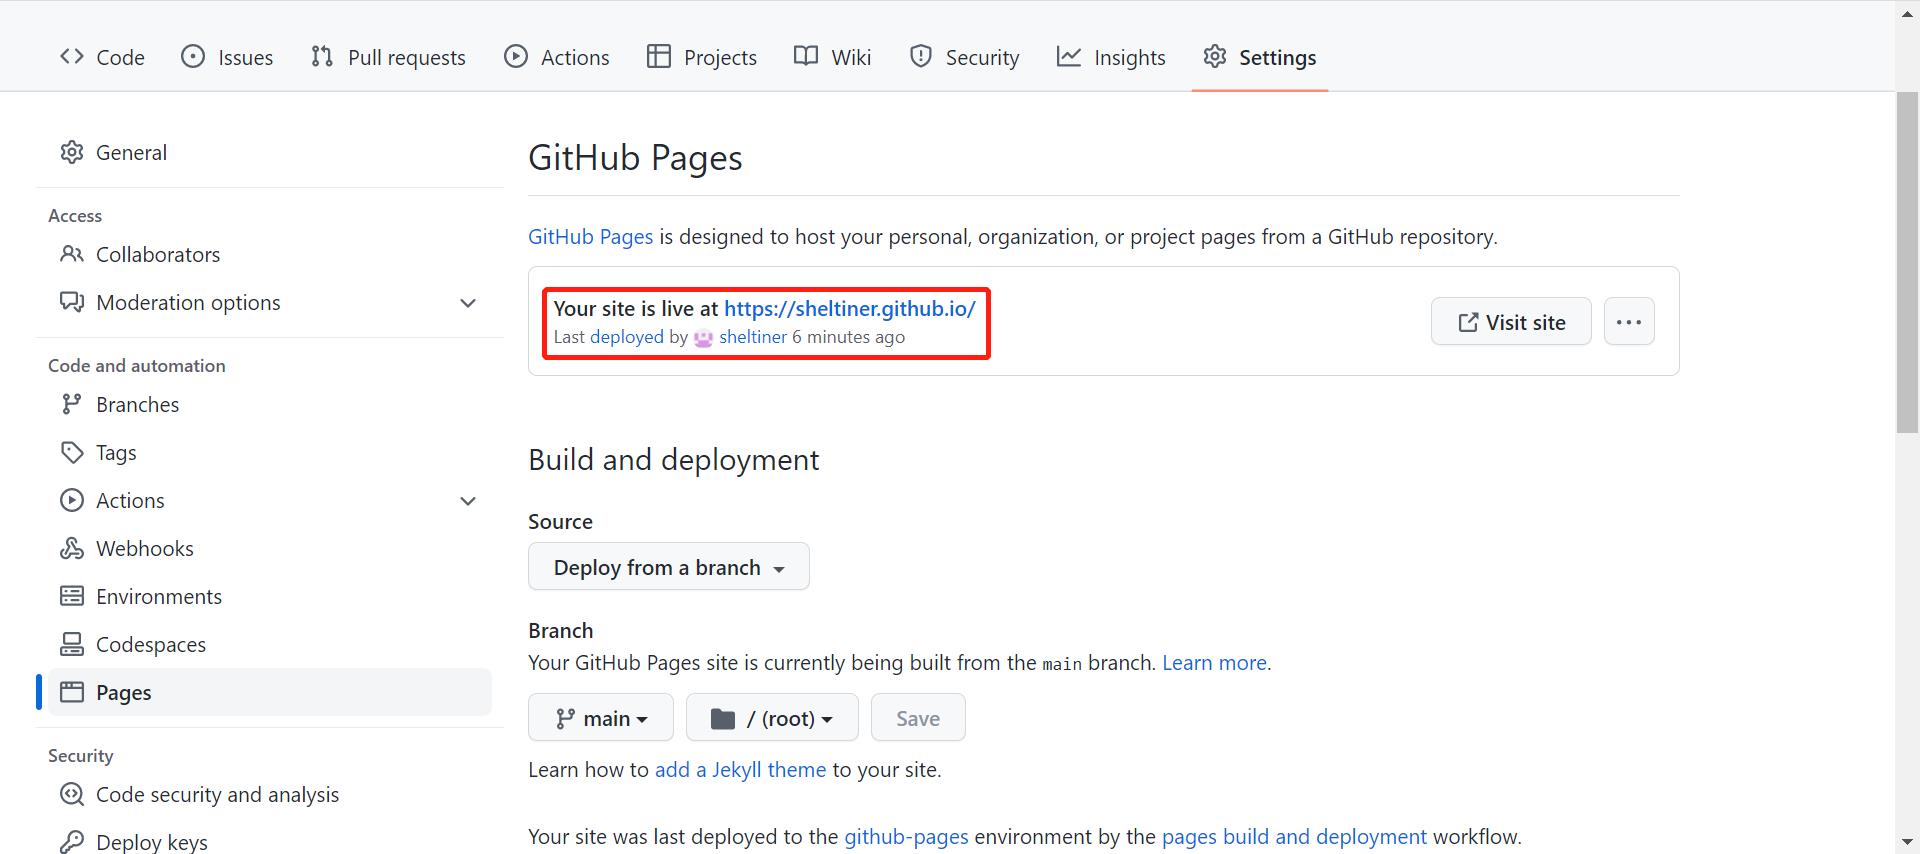 Code Issues Pull requests Actions Projects Wiki Security Insights Settings
General
Access
Collaborators
Moderation options
Code and automation
Branches
Tags
Actions
Webhooks
Environments
Codespaces
Pages
Security
Code security and analysis
Deploy keys
GitHub Pages
GitHub Pages is designed to host your personal, organization, or project pages from a GitHub repository.
Your site is live at https://sheltiner.github.io/
Last deployed by sheltiner 6 minutes ago
Visit site
Build and deployment
Source
Deploy from a branch
Branch
Your GitHub Pages site is currently being built from the main branch. Learn more.
main / (root) Save
Learn how to add a Jekyll theme to your site.
Your site was last deployed to the github-pages environment by the pages build and deployment workflow.